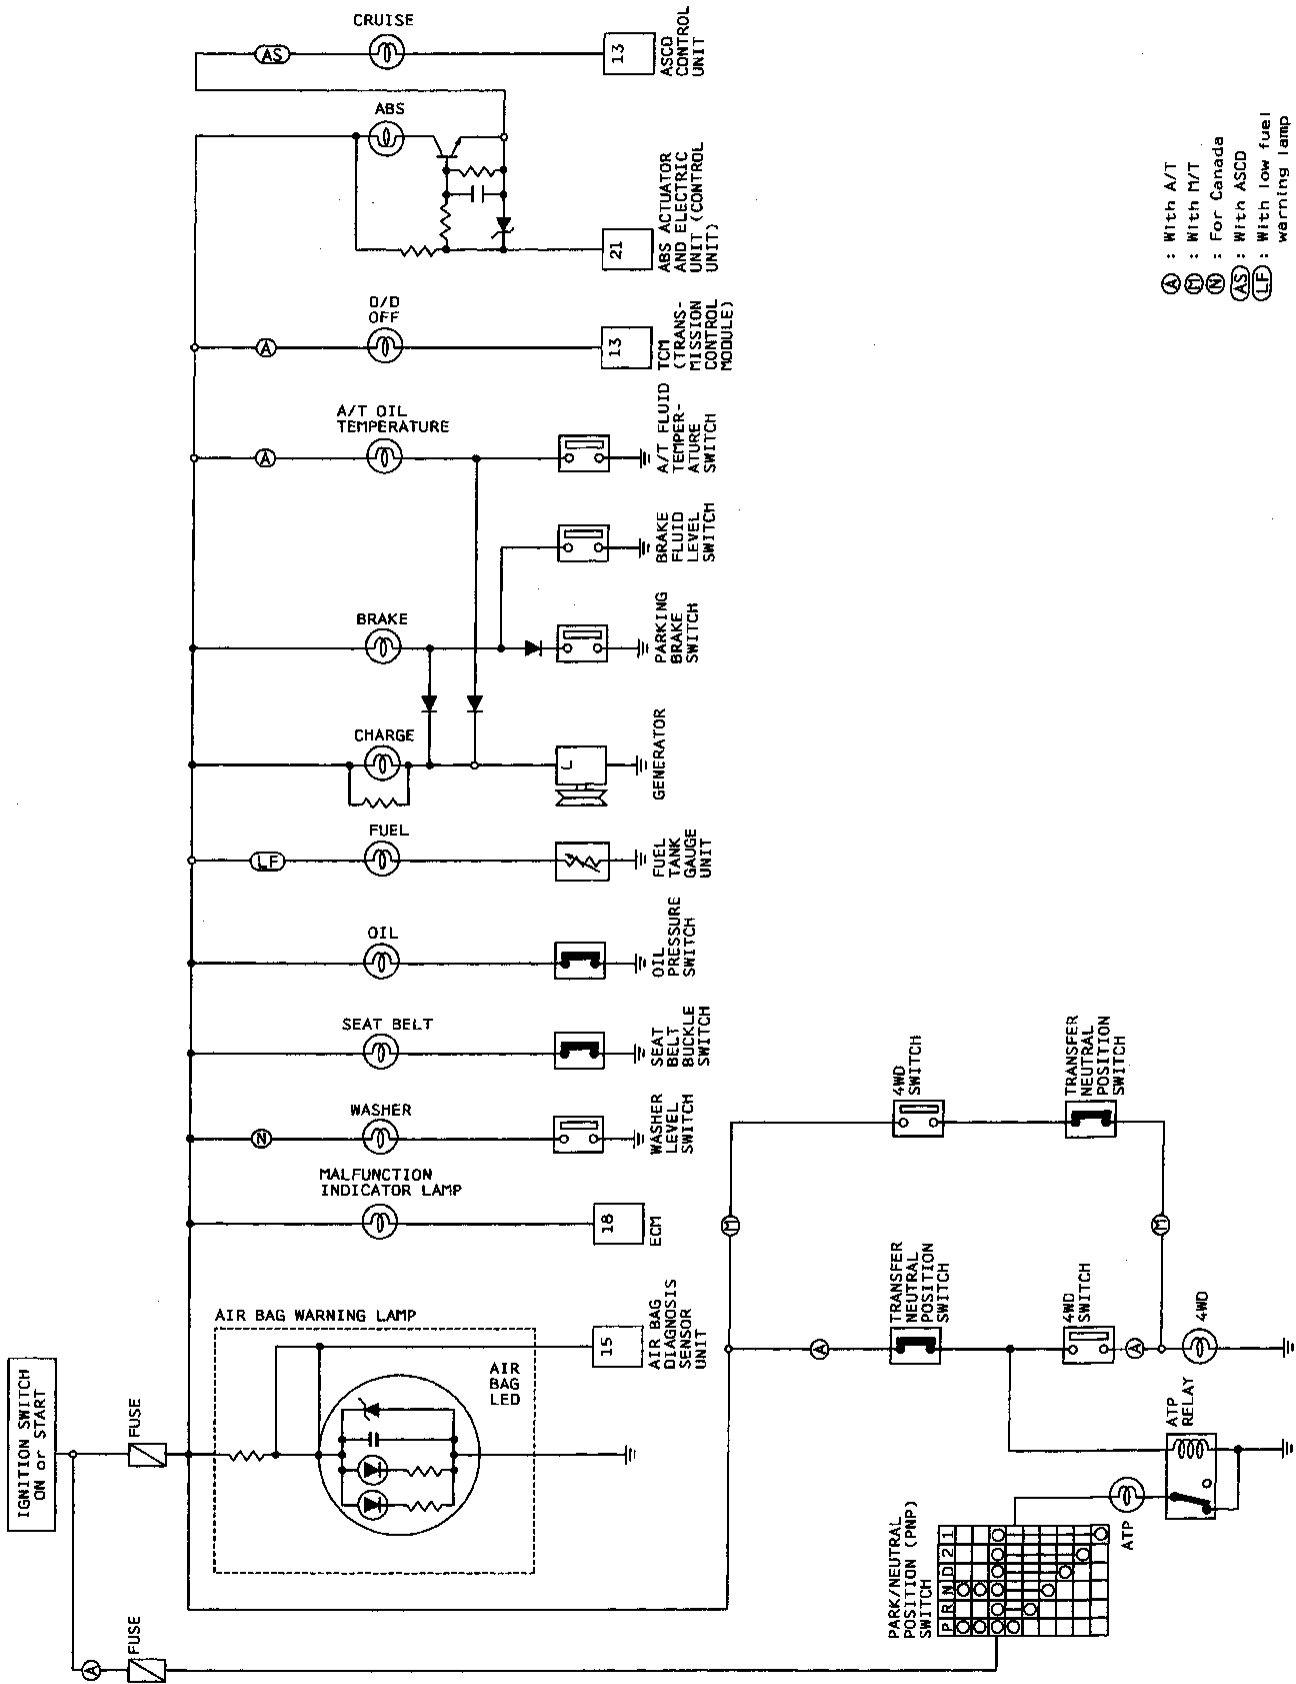 CRUISE
AS
13
ASCD
CONTROL
UNIT
ABS
21
ABS ACTUATOR
AND ELECTRIC
UNIT (CONTROL
UNIT)
O/D
OFF
A
13
TCM
(TRANS-
MISSION
CONTROL
MODULE)
A/T OIL
TEMPERATURE
A
A/T FLUID
TEMPER-
ATURE
SWITCH
BRAKE
FLUID
LEVEL
SWITCH
BRAKE
PARKING
BRAKE
SWITCH
CHARGE
L
GENERATOR
FUEL
LF
FUEL
TANK
GAUGE
UNIT
OIL
OIL
PRESSURE
SWITCH
SEAT BELT
SEAT
BELT
BUCKLE
SWITCH
WASHER
N
WASHER
LEVEL
SWITCH
MALFUNCTION
INDICATOR LAMP
18
ECM
AIR BAG WARNING LAMP
AIR
BAG
LED
15
AIR BAG
DIAGNOSIS
SENSOR
UNIT
IGNITION SWITCH
ON or START
FUSE
A
FUSE
M
4WD
SWITCH
TRANSFER
NEUTRAL
POSITION
SWITCH
M
A
TRANSFER
NEUTRAL
POSITION
SWITCH
4WD
SWITCH
A
4WD
ATP
RELAY
ATP
PARK/NEUTRAL
POSITION (PNP)
SWITCH
P R N D 2 1
A : With A/T
M : With M/T
N : For Canada
AS : With ASCD
LF : With low fuel
warning lamp